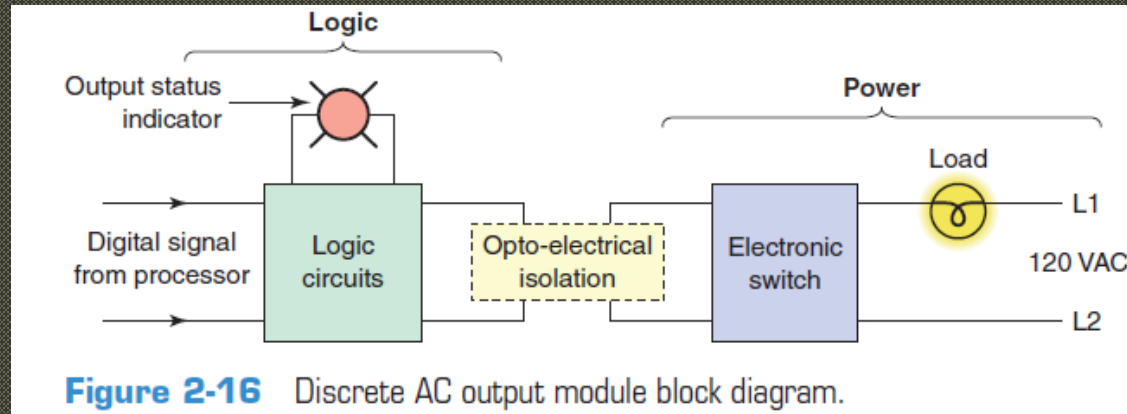 Logic
Output status
indicator
Power
Load
L1
Digital signal
from processor
Logic
circuits
Opto-electrical
isolation
Electronic
switch
120 VAC
L2
Figure 2-16 Discrete AC output module block diagram.